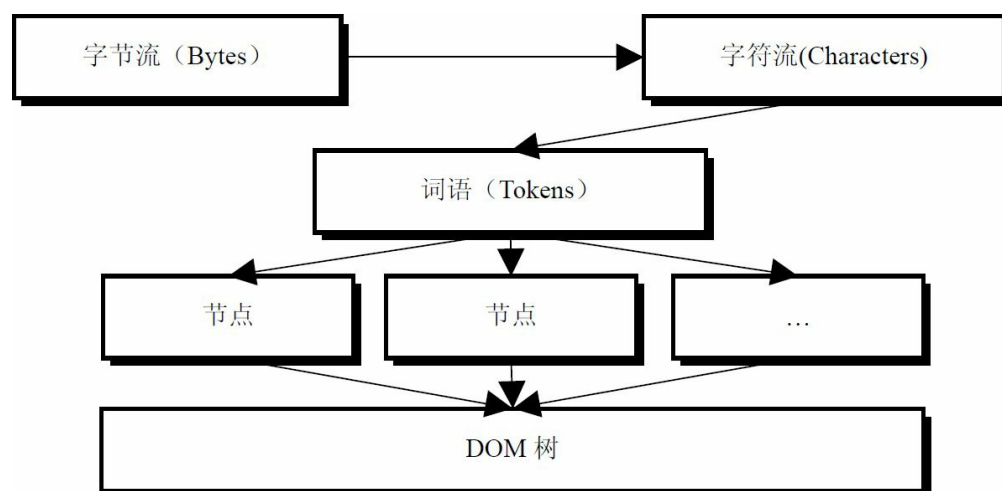 字节流（Bytes）
字符流(Characters)
词语（Tokens）
节点
节点
…
DOM 树